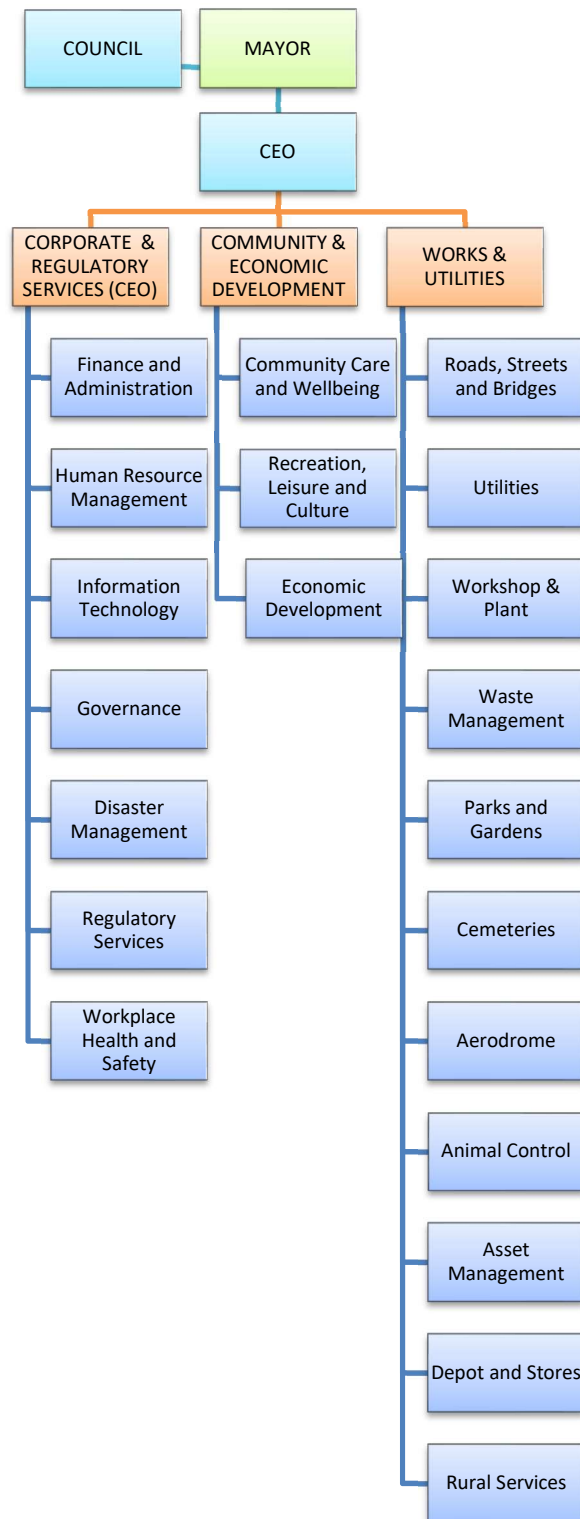 COUNCIL
MAYOR
CEO
CORPORATE &
REGULATORY
SERVICES (CEO)
COMMUNITY &
ECONOMIC
DEVELOPMENT
WORKS &
UTILITIES
Finance and
Administration
Human Resource
Management
Information
Technology
Governance
Disaster
Management
Regulatory
Services
Workplace
Health and
Safety
Community Care
and Wellbeing
Recreation,
Leisure and
Culture
Economic
Development
Roads, Streets
and Bridges
Utilities
Workshop &
Plant
Waste
Management
Parks and
Gardens
Cemeteries
Aerodrome
Animal Control
Asset
Management
Depot and Stores
Rural Services